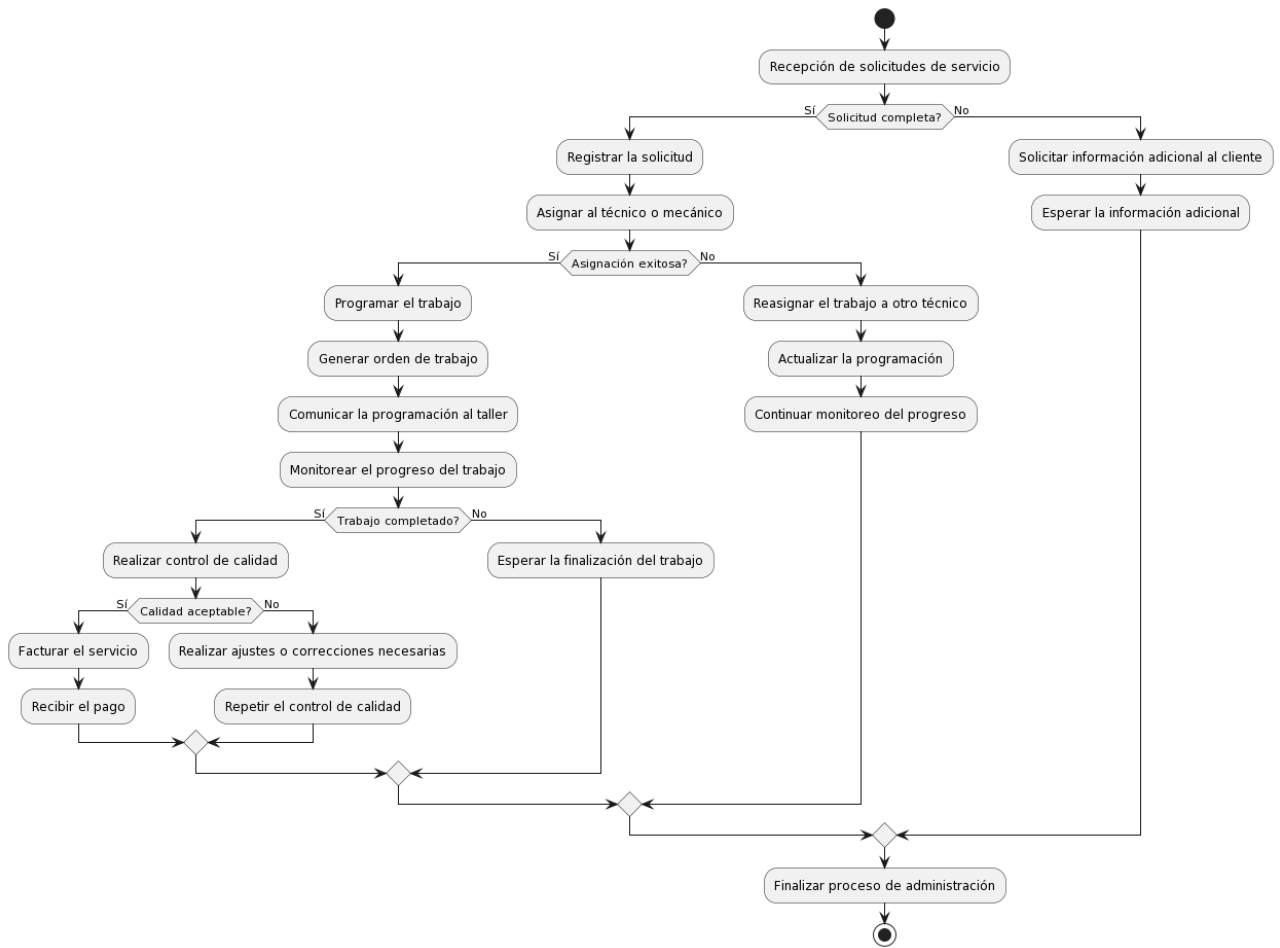 Recepción de solicitudes de servicio
Sí
Solicitud completa?
No
Registrar la solicitud
Solicitar información adicional al cliente
Asignar al técnico o mecánico
Esperar la información adicional
Sí
Asignación exitosa?
No
Programar el trabajo
Reasignar el trabajo a otro técnico
Generar orden de trabajo
Actualizar la programación
Comunicar la programación al taller
Continuar monitoreo del progreso
Monitorear el progreso del trabajo
Sí
Trabajo completado?
No
Realizar control de calidad
Esperar la finalización del trabajo
Sí
Calidad aceptable?
No
Facturar el servicio
Realizar ajustes o correcciones necesarias
Recibir el pago
Repetir el control de calidad
Finalizar proceso de administración